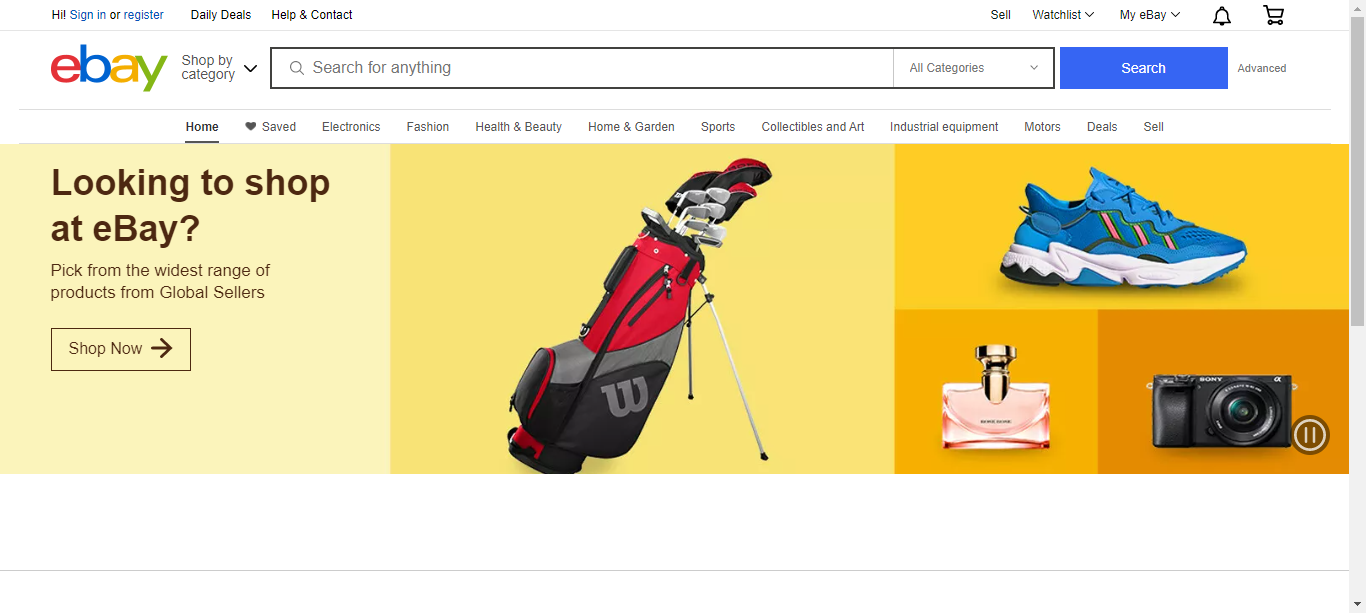 Hi! Sign in or register Daily Deals Help & Contact Sell Watchlist My eBay
ebay
Shop by
category
Search for anything
All Categories
Search
Advanced
Home Saved Electronics Fashion Health & Beauty Home & Garden Sports Collectibles and Art Industrial equipment Motors Deals Sell
Looking to shop
at eBay?
Pick from the widest range of
products from Global Sellers
Shop Now
W
SONY
α